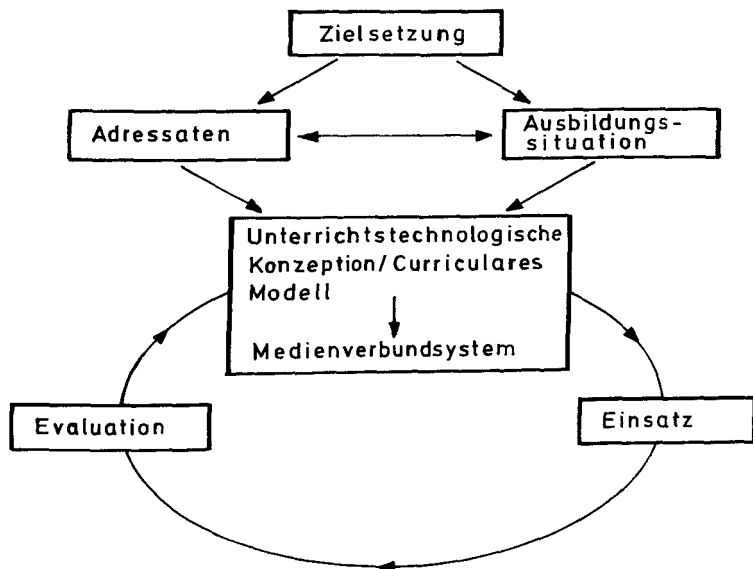 Zielsetzung
Adressaten
Ausbildungs-
situation
Unterrichtstechnologische
Konzeption/Curriculares
Modell
Medienverbundsystem
Evaluation
Einsatz